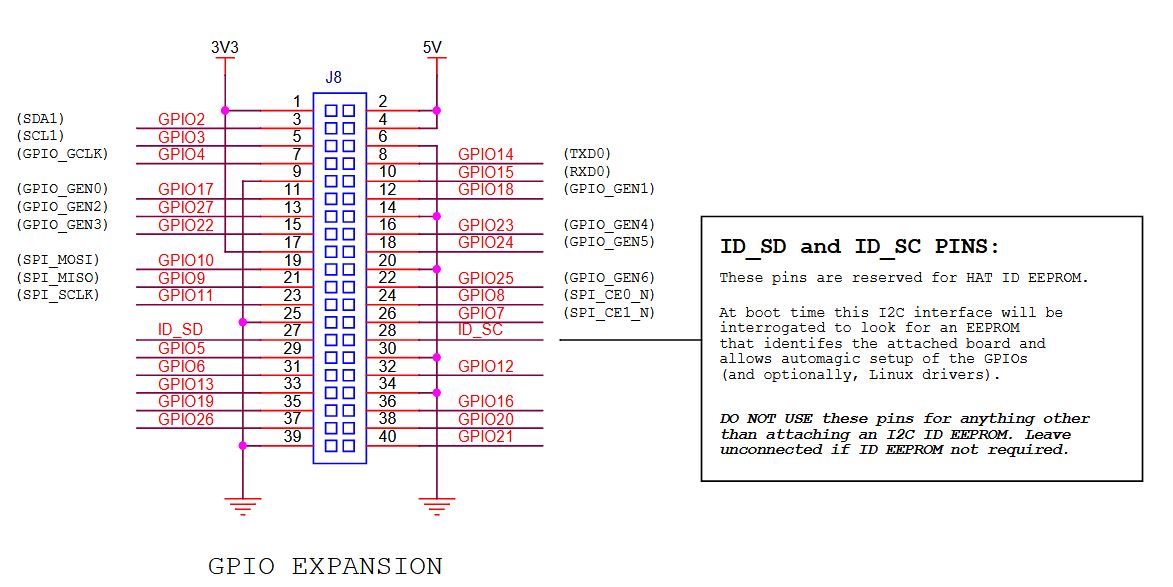 3V3 5V
J8
1 2
(SDA1) GPIO2 3 4
(SCL1) GPIO3 5 6
(GPIO_GCLK) GPIO4 7 8 GPIO14 (TXD0)
9 10 GPIO15 (RXD0)
(GPIO_GEN0) GPIO17 11 12 GPIO18 (GPIO_GEN1)
(GPIO_GEN2) GPIO27 13 14
(GPIO_GEN3) GPIO22 15 16 GPIO23 (GPIO_GEN4)
17 18 GPIO24 (GPIO_GEN5)
(SPI_MOSI) GPIO10 19 20
(SPI_MISO) GPIO9 21 22 GPIO25 (GPIO_GEN6)
(SPI_SCLK) GPIO11 23 24 GPIO8 (SPI_CE0_N)
25 26 GPIO7 (SPI_CE1_N)
ID_SD 27 28 ID_SC
GPIO5 29 30
GPIO6 31 32 GPIO12
GPIO13 33 34
GPIO19 35 36 GPIO16
GPIO26 37 38 GPIO20
39 40 GPIO21
ID_SD and ID_SC PINS:
These pins are reserved for HAT ID EEPROM.
At boot time this I2C interface will be
interrogated to look for an EEPROM
that identifes the attached board and
allows automagic setup of the GPIOs
(and optionally, Linux drivers).
DO NOT USE these pins for anything other
than attaching an I2C ID EEPROM. Leave
unconnected if ID EEPROM not required.
GPIO EXPANSION